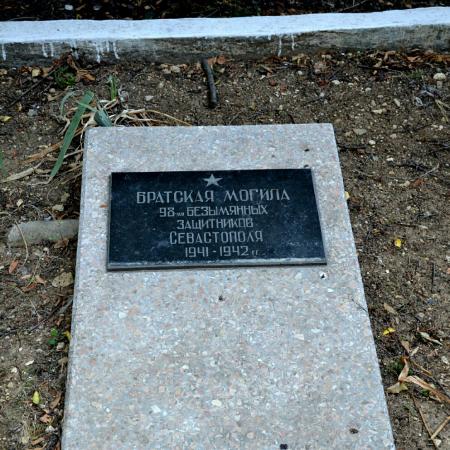 БРАТСКАЯ МОГИЛА
98-ми БЕЗЫМЯННЫХ
ЗАЩИТНИКОВ
СЕВАСТОПОЛЯ
1941-1942 гг.